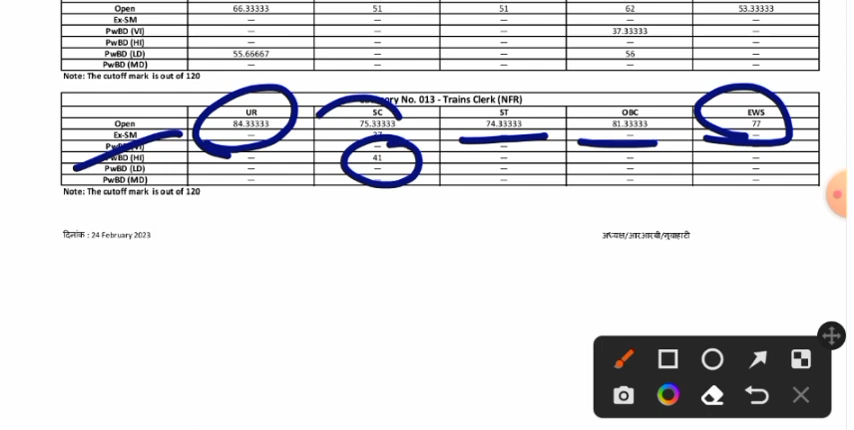 Open 66.33333 51 51 62 53.33333
Ex-SM — — — — —
PwBD (VI) — — — 37.33333 —
PwBD (HI) — — — — —
PwBD (LD) 55.66667 — — 56 —
PwBD (MD) — — — — —
Note: The cutoff mark is out of 120
No. 013 - Trains Clerk (NFR)
UR SC ST OBC EWS
Open 84.33333 75.33333 74.33333 81.33333 77
Ex-SM — — — —
— — — —
PwBD (HI) — 41 — — —
PwBD (LD) — — — — —
PwBD (MD) — — — —
Note: The cutoff mark is out of 120
दिनांक : 24 February 2023
अध्यक्ष/आरआरबी/गुवाहाटी